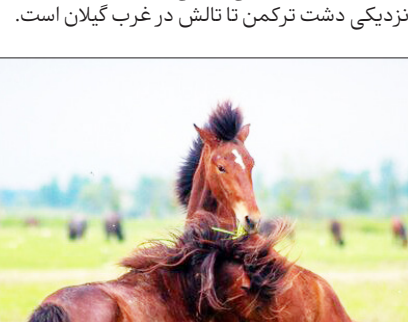 نزدیکی دشت ترکمن تا تالش در غرب گیلان است.